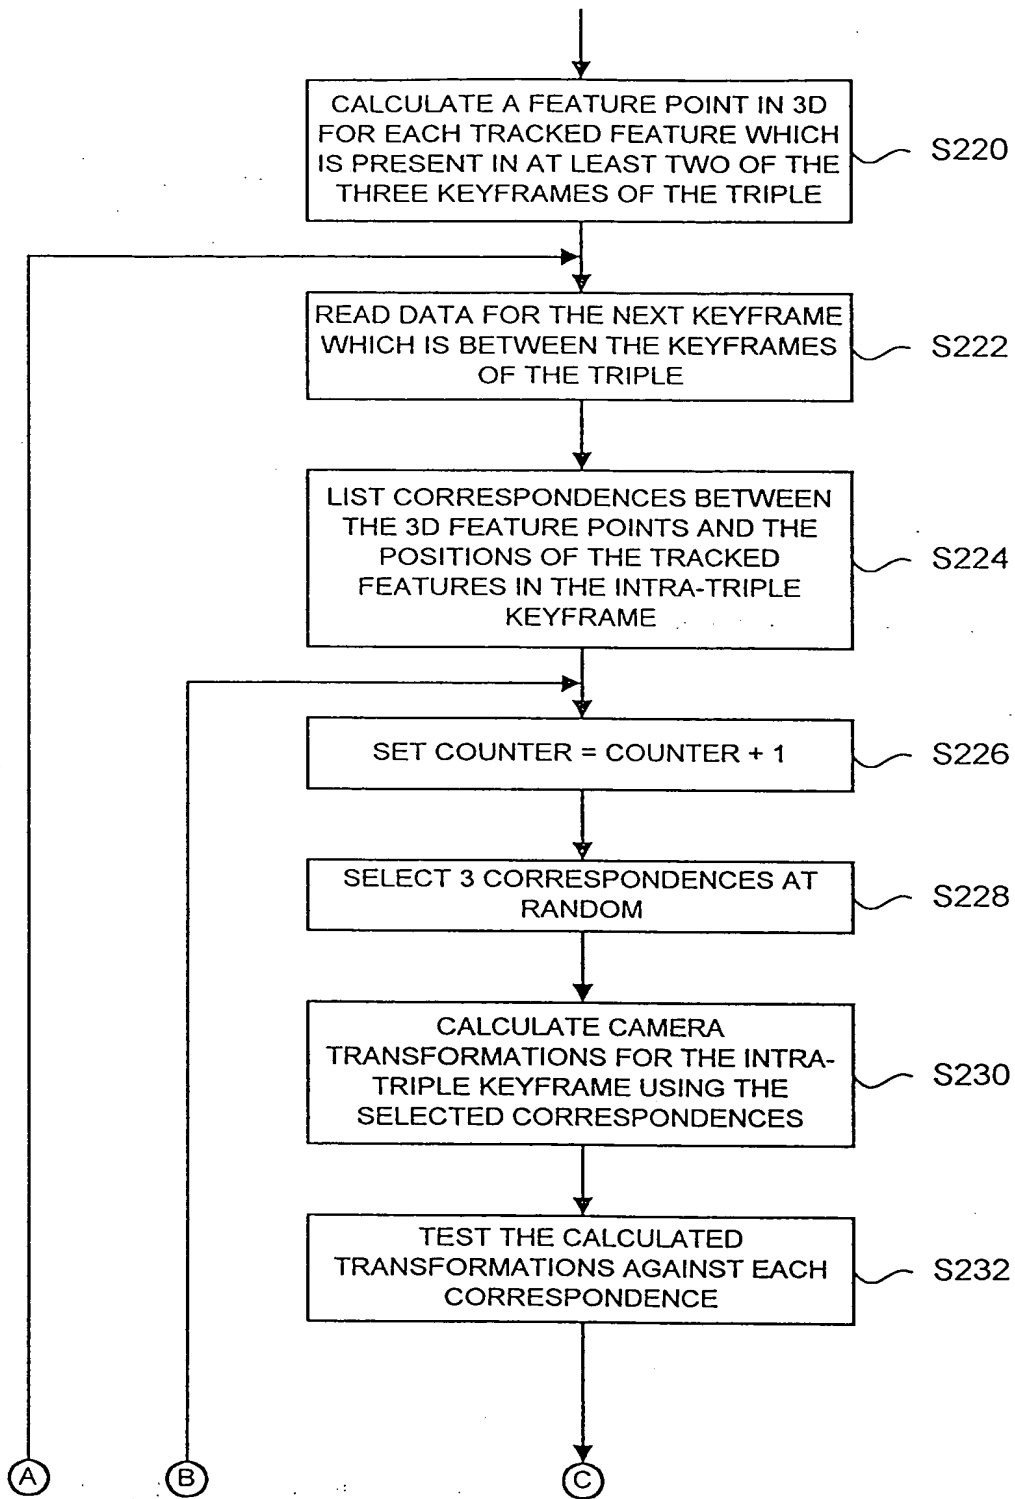 CALCULATE A FEATURE POINT IN 3D
FOR EACH TRACKED FEATURE WHICH
IS PRESENT IN AT LEAST TWO OF THE
THREE KEYFRAMES OF THE TRIPLE
S220
READ DATA FOR THE NEXT KEYFRAME
WHICH IS BETWEEN THE KEYFRAMES
OF THE TRIPLE
S222
LIST CORRESPONDENCES BETWEEN
THE 3D FEATURE POINTS AND THE
POSITIONS OF THE TRACKED
FEATURES IN THE INTRA-TRIPLE
KEYFRAME
S224
SET COUNTER = COUNTER + 1
S226
SELECT 3 CORRESPONDENCES AT
RANDOM
S228
CALCULATE CAMERA
TRANSFORMATIONS FOR THE INTRA-
TRIPLE KEYFRAME USING THE
SELECTED CORRESPONDENCES
S230
TEST THE CALCULATED
TRANSFORMATIONS AGAINST EACH
CORRESPONDENCE
S232
A
B
C